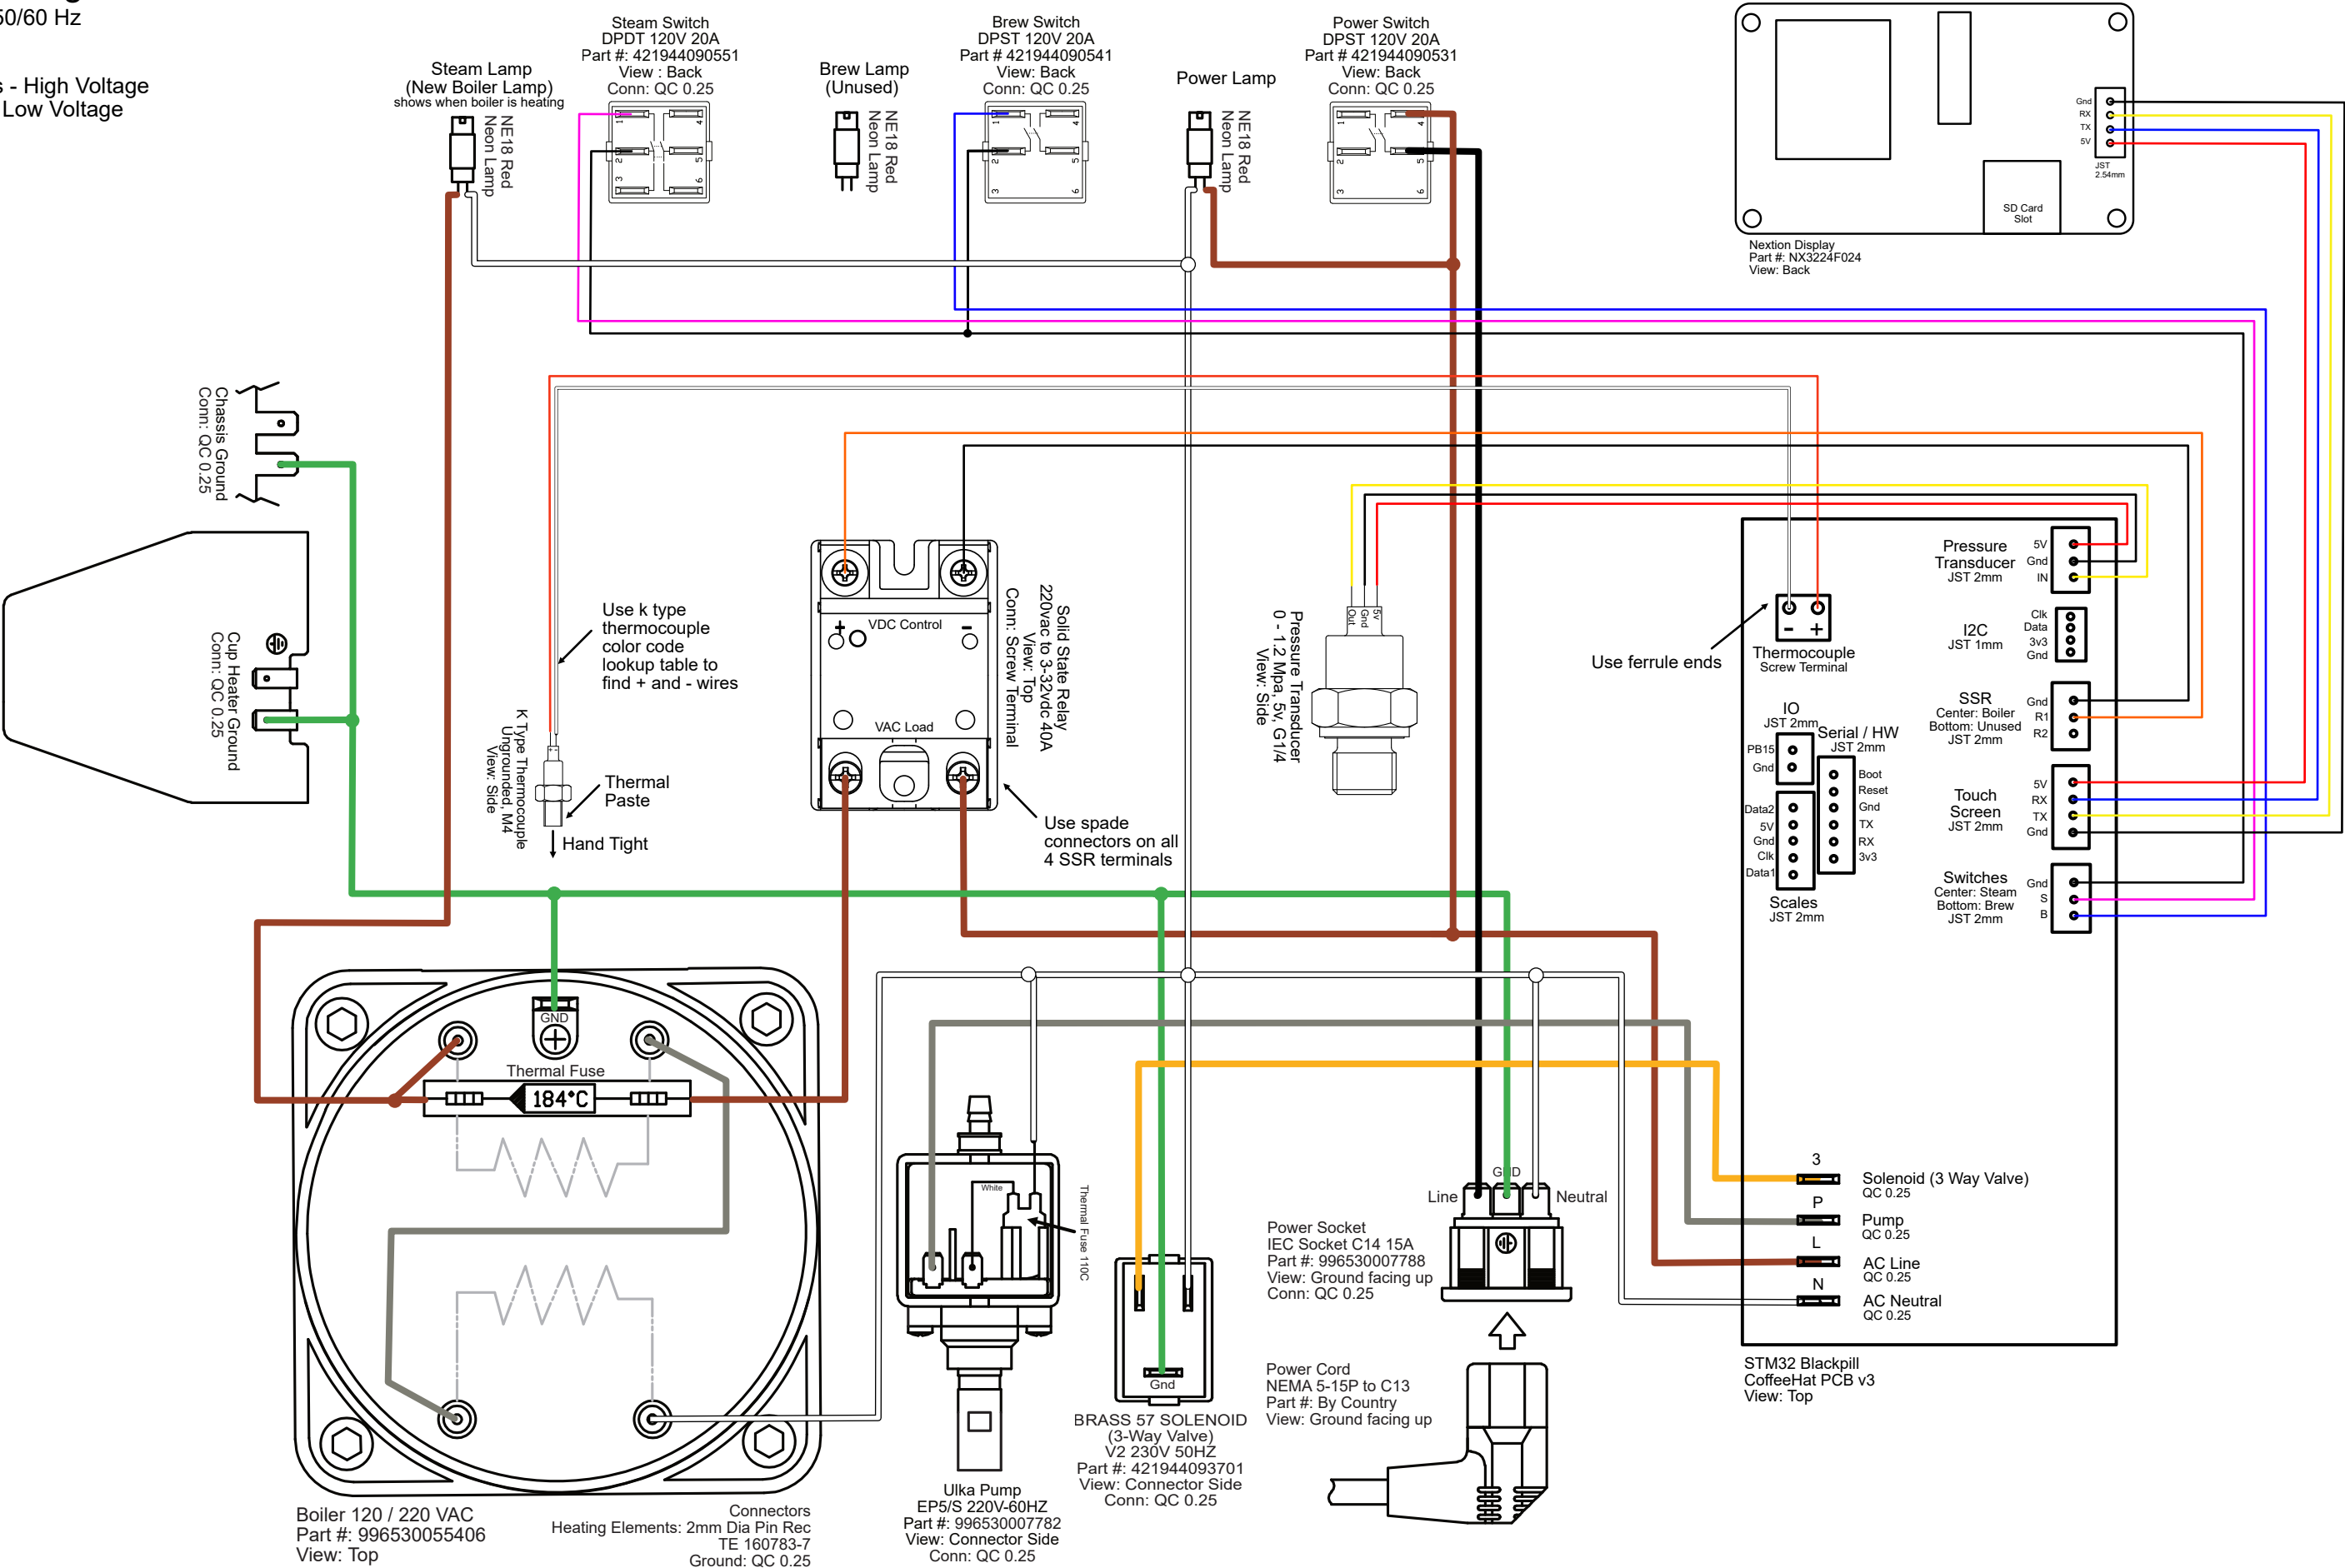 50/60 Hz
- High Voltage
Low Voltage
Steam Lamp
(New Boiler Lamp)
shows when boiler is heating
NE18 Red
Neon Lamp
Steam Switch
DPDT 120V 20A
Part #: 421944090551
View : Back
Conn: QC 0.25
1
2
3
4
5
6
Brew Lamp
(Unused)
NE18 Red
Neon Lamp
Brew Switch
DPST 120V 20A
Part # 421944090541
View: Back
Conn: QC 0.25
1
2
3
4
5
6
Power Lamp
NE18 Red
Neon Lamp
Power Switch
DPST 120V 20A
Part # 421944090531
View: Back
Conn: QC 0.25
1
2
3
4
5
6
Gnd
RX
TX
5V
JST
2.54mm
SD Card
Slot
Nextion Display
Part #: NX3224F024
View: Back
Chassis Ground
Conn: QC 0.25
Cup Heater Ground
Conn: QC 0.25
Use k type
thermocouple
color code
lookup table to
find + and - wires
K Type Thermocouple
Ungrounded, M4
View: Side
Thermal
Paste
Hand Tight
+
VDC Control
-
VAC Load
Solid State Relay
220vac to 3-32vdc 40A
View: Top
Conn: Screw Terminal
Use spade
connectors on all
4 SSR terminals
Out
Gnd
5v
Pressure Transducer
0 - 1.2 Mpa, 5v, G1/4
View: Side
Use ferrule ends
- +
Thermocouple
Screw Terminal
Pressure
Transducer
JST 2mm
5V
Gnd
IN
I2C
JST 1mm
Clk
Data
3v3
Gnd
SSR
Center: Boiler
Bottom: Unused
JST 2mm
Gnd
R1
R2
IO
JST 2mm
PB15
Gnd
Serial / HW
JST 2mm
Boot
Reset
Gnd
TX
RX
3v3
Data2
5V
Gnd
Clk
Data1
Scales
JST 2mm
Touch
Screen
JST 2mm
5V
RX
TX
Gnd
Switches
Center: Steam
Bottom: Brew
JST 2mm
Gnd
S
B
GND
Thermal Fuse
184°C
Boiler 120 / 220 VAC
Part #: 996530055406
View: Top
Connectors
Heating Elements: 2mm Dia Pin Rec
TE 160783-7
Ground: QC 0.25
White
Thermal Fuse 110C
Ulka Pump
EP5/S 220V-60HZ
Part #: 996530007782
View: Connector Side
Conn: QC 0.25
Gnd
BRASS 57 SOLENOID
(3-Way Valve)
V2 230V 50HZ
Part #: 421944093701
View: Connector Side
Conn: QC 0.25
Line
GND
Neutral
Power Socket
IEC Socket C14 15A
Part #: 996530007788
View: Ground facing up
Conn: QC 0.25
Power Cord
NEMA 5-15P to C13
Part #: By Country
View: Ground facing up
3
Solenoid (3 Way Valve)
QC 0.25
P
Pump
QC 0.25
L
AC Line
QC 0.25
N
AC Neutral
QC 0.25
STM32 Blackpill
CoffeeHat PCB v3
View: Top